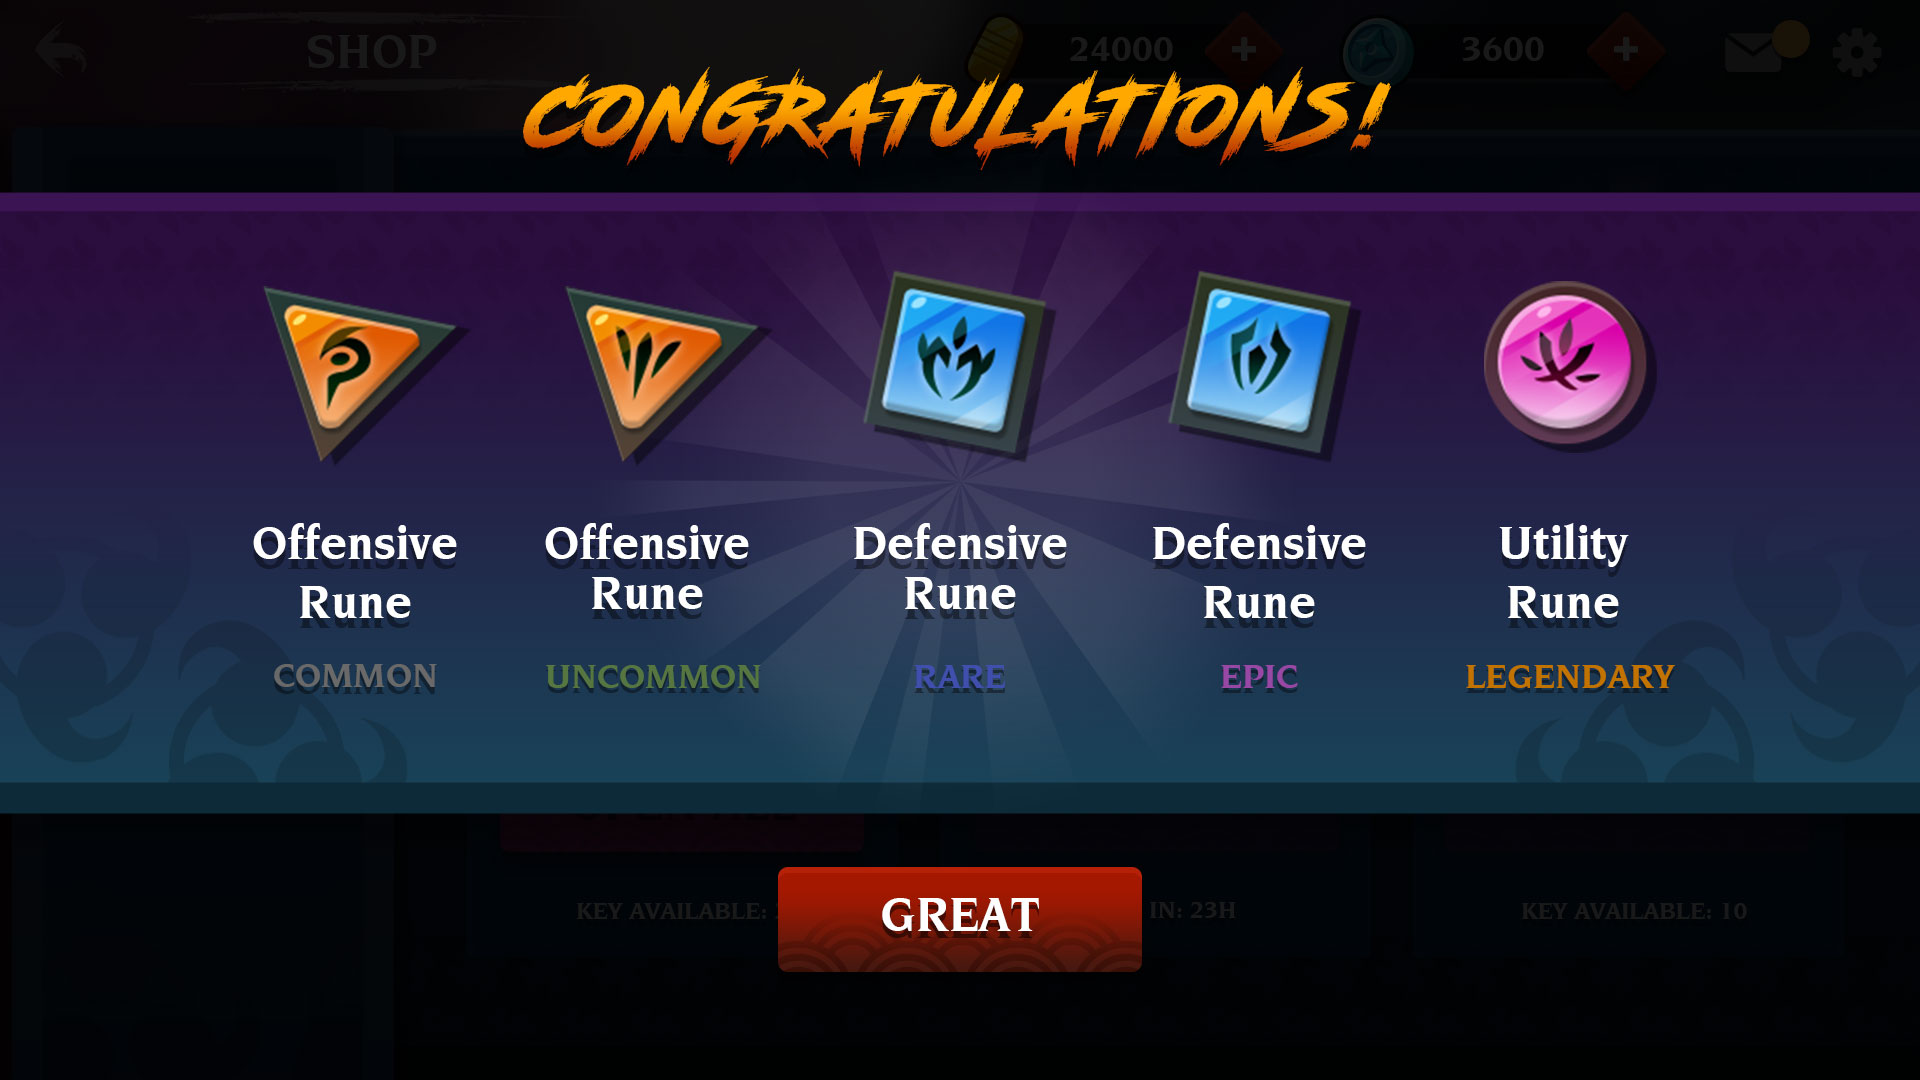 SHOP
24000
3600
CONGRATULATIONS!
Offensive
Rune
COMMON
Offensive
Rune
UNCOMMON
Defensive
Rune
RARE
Defensive
Rune
EPIC
Utility
Rune
LEGENDARY
KEY AVAILABLE:
IN: 23H
KEY AVAILABLE: 10
GREAT